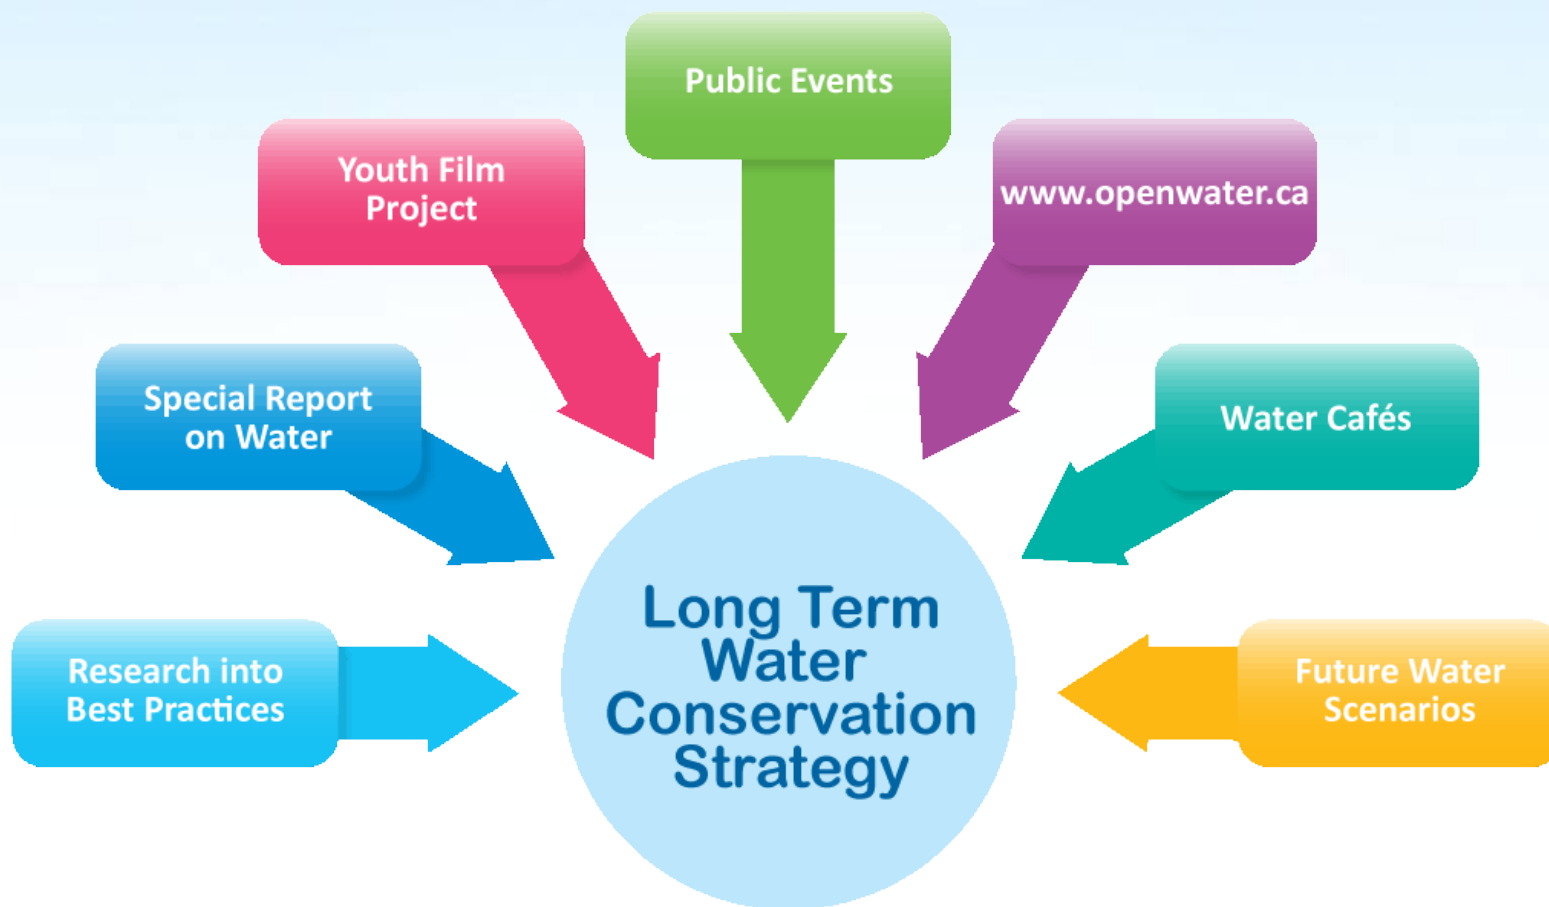 Public Events
Youth Film
Project
www.openwater.ca
Special Report
on Water
Water Cafés
Long Term
Water
Conservation
Strategy
Research into
Best Practices
Future Water
Scenarios